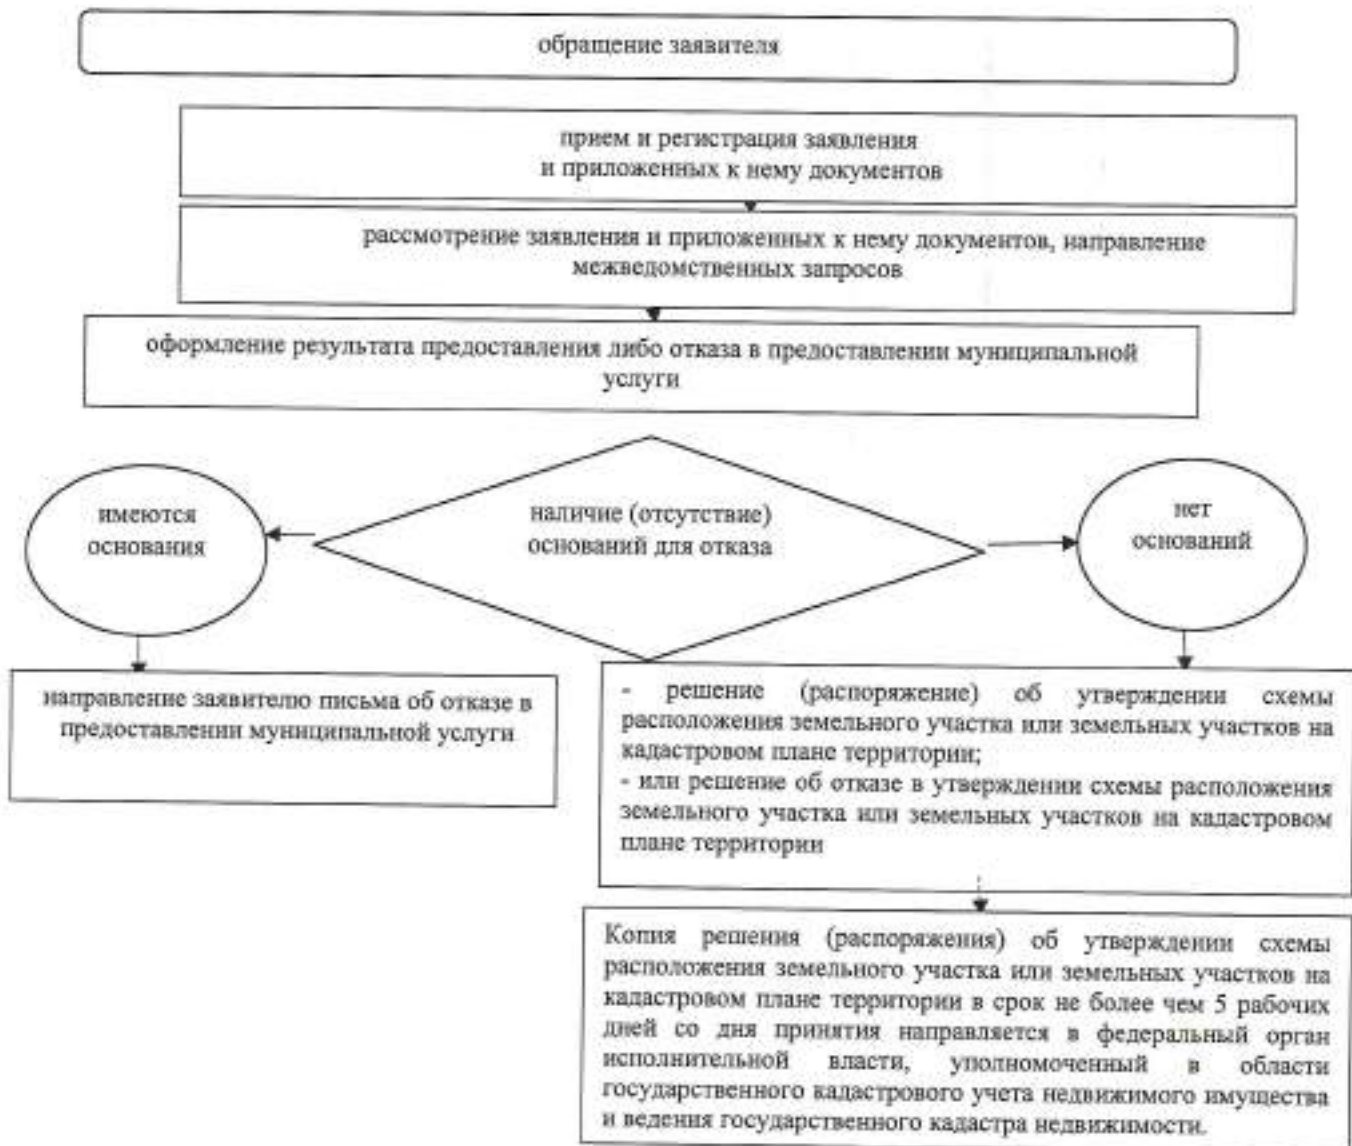 обращение заявителя
прием и регистрация заявления
и приложенных к нему документов
рассмотрение заявления и приложенных к нему документов, направление
межведомственных запросов
оформление результата предоставления либо отказа в предоставлении муниципальной
услуги
имеются
основания
наличие (отсутствие)
оснований для отказа
нет
оснований
направление заявителю письма об отказе в
предоставлении муниципальной услуги
- решение (распоряжение) об утверждении схемы
расположения земельного участка или земельных участков на
кадастровом плане территории;
- или решение об отказе в утверждении схемы расположения
земельного участка или земельных участков на кадастровом
плане территории
Копия решения (распоряжения) об утверждении схемы
расположения земельного участка или земельных участков на
кадастровом плане территории в срок не более чем 5 рабочих
дней со дня принятия направляется в федеральный орган
исполнительной власти, уполномоченный в области
государственного кадастрового учета недвижимого имущества
и ведения государственного кадастра недвижимости.